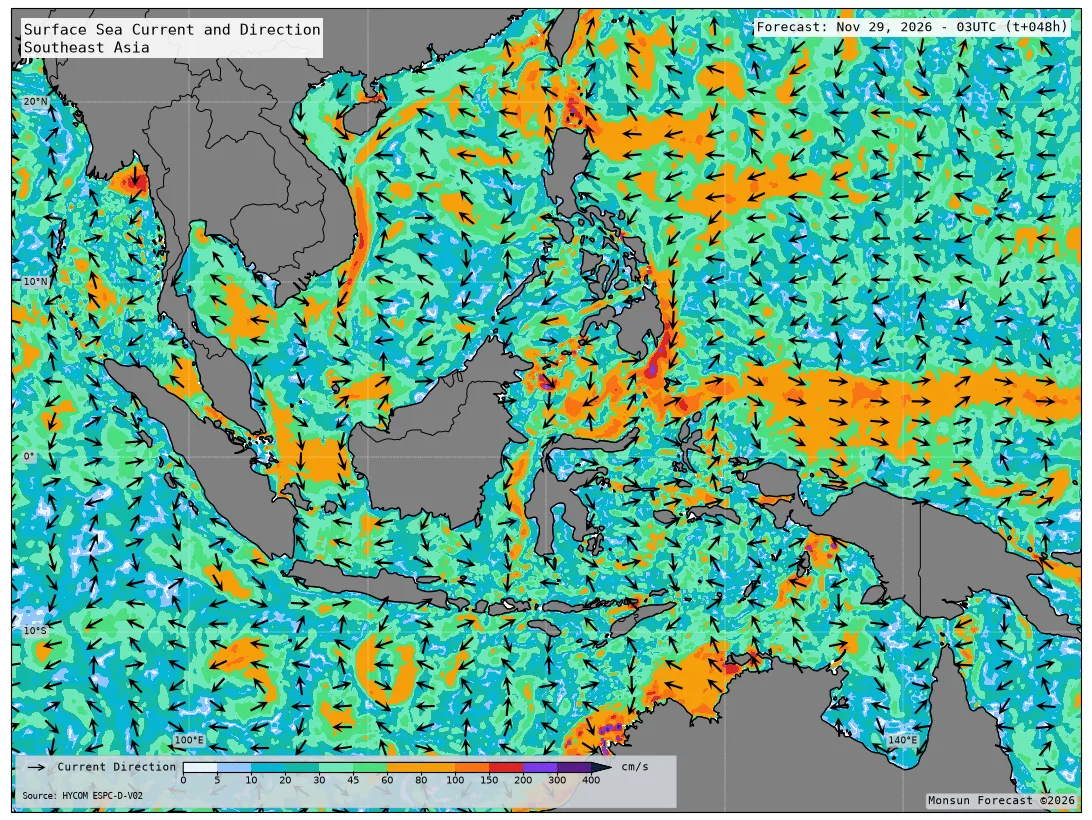 Surface Sea Current and Direction
Southeast Asia
Forecast: Nov 29, 2026 - 03UTC (t+048h)
20°N
10°N
0°
10°S
100°E
140°E
Current Direction
cm/s
0 5 10 20 30 45 60 80 100 150 200 300 400
Source: HYCOM ESPC-D-V02
Monsun Forecast ©2026